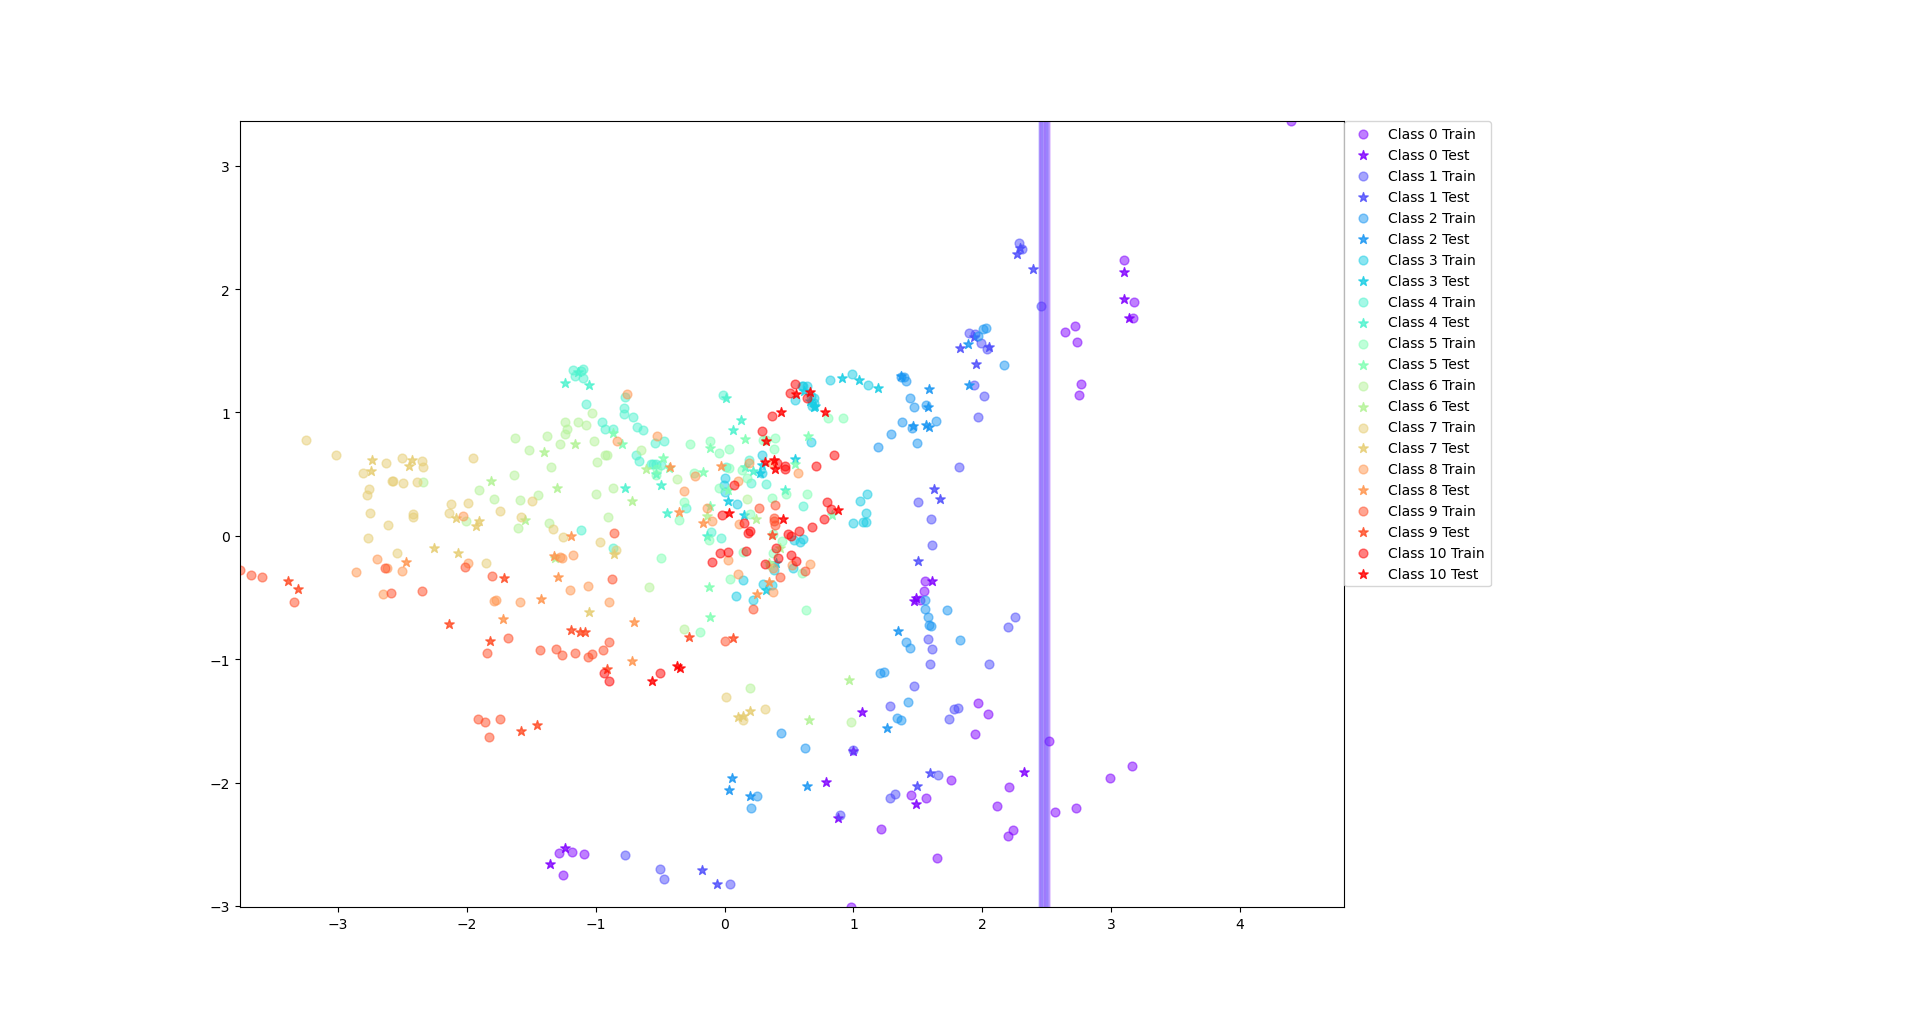 3
2
1
0
−1
−2
−3
−3
−2
−1
0
1
2
3
4
Class 0 Train
Class 0 Test
Class 1 Train
Class 1 Test
Class 2 Train
Class 2 Test
Class 3 Train
Class 3 Test
Class 4 Train
Class 4 Test
Class 5 Train
Class 5 Test
Class 6 Train
Class 6 Test
Class 7 Train
Class 7 Test
Class 8 Train
Class 8 Test
Class 9 Train
Class 9 Test
Class 10 Train
Class 10 Test